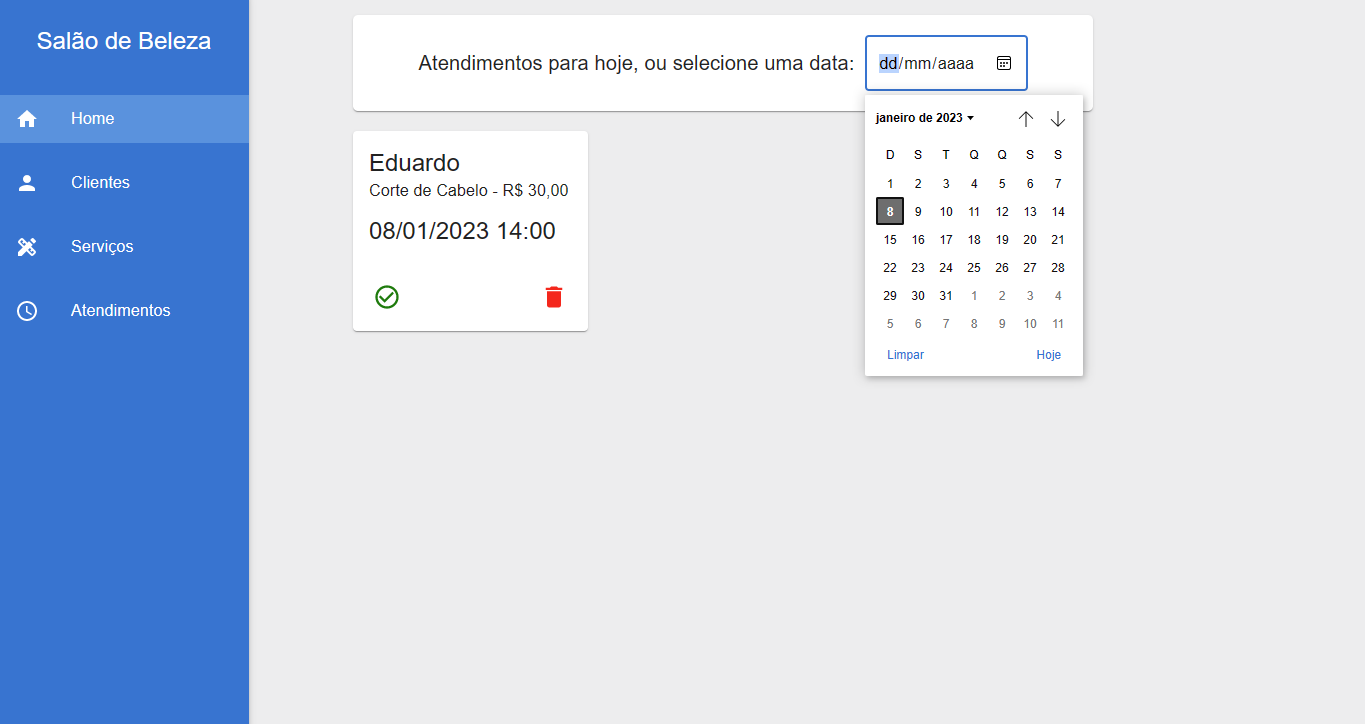 Salão de Beleza
Home
Clientes
Serviços
Atendimentos
Atendimentos para hoje, ou selecione uma data: dd/mm/aaaa
Eduardo
Corte de Cabelo - R$ 30,00
08/01/2023 14:00
janeiro de 2023
D S T Q Q S S
1 2 3 4 5 6 7
8 9 10 11 12 13 14
15 16 17 18 19 20 21
22 23 24 25 26 27 28
29 30 31 1 2 3 4
5 6 7 8 9 10 11
Limpar Hoje